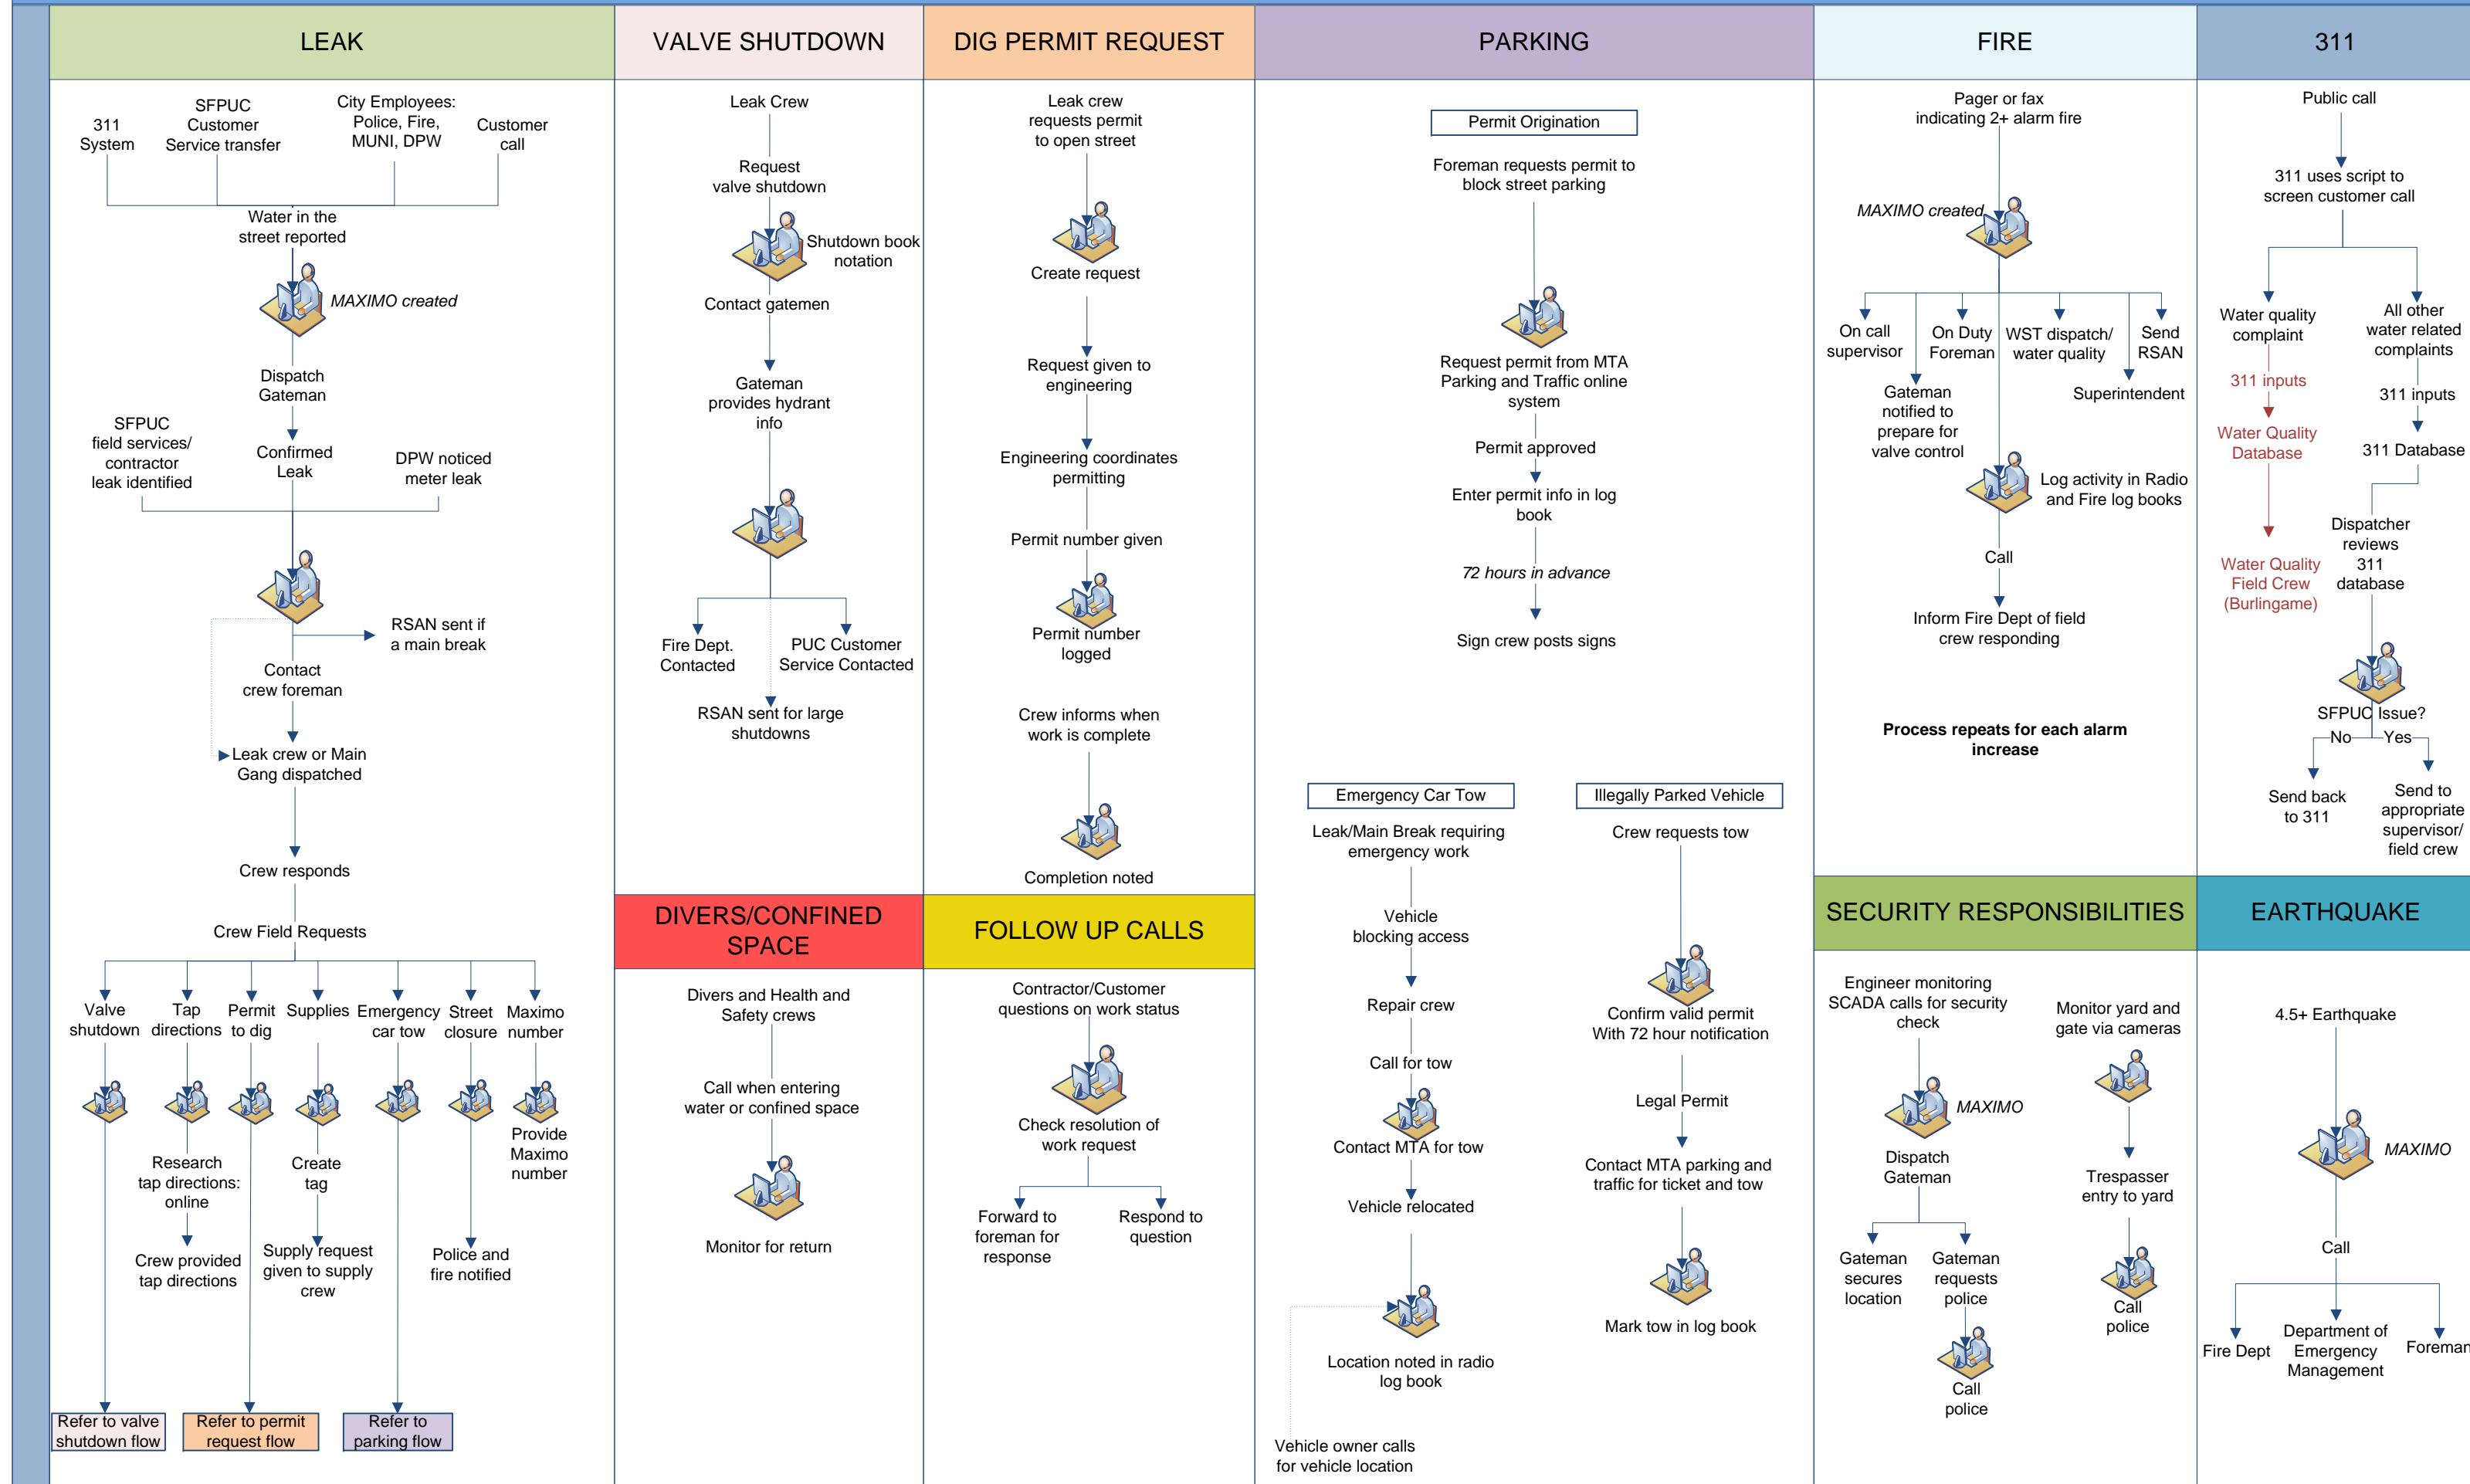 LEAK
311
System
SFPUC
Customer
Service transfer
City Employees:
Police, Fire,
MUNI, DPW
Customer
call
Water in the
street reported
MAXIMO created
Dispatch
Gateman
SFPUC
field services/
contractor
leak identified
Confirmed
Leak
DPW noticed
meter leak
RSAN sent if
a main break
Contact
crew foreman
Leak crew or Main
Gang dispatched
Crew responds
Crew Field Requests
Valve
shutdown
Tap
directions
Permit
to dig
Supplies
Emergency
car tow
Street
closure
Maximo
number
Research
tap directions:
online
Create
tag
Provide
Maximo
number
Crew provided
tap directions
Supply request
given to supply
crew
Police and
fire notified
Refer to valve
shutdown flow
Refer to permit
request flow
Refer to
parking flow
VALVE SHUTDOWN
Leak Crew
Request
valve shutdown
Shutdown book
notation
Contact gatemen
Gateman
provides hydrant
info
Fire Dept.
Contacted
PUC Customer
Service Contacted
RSAN sent for large
shutdowns
DIVERS/CONFINED
SPACE
Divers and Health and
Safety crews
Call when entering
water or confined space
Monitor for return
DIG PERMIT REQUEST
Leak crew
requests permit
to open street
Create request
Request given to
engineering
Engineering coordinates
permitting
Permit number given
Permit number
logged
Crew informs when
work is complete
Completion noted
FOLLOW UP CALLS
Contractor/Customer
questions on work status
Check resolution of
work request
Forward to
foreman for
response
Respond to
question
PARKING
Permit Origination
Foreman requests permit to
block street parking
Request permit from MTA
Parking and Traffic online
system
Permit approved
Enter permit info in log
book
72 hours in advance
Sign crew posts signs
Emergency Car Tow
Leak/Main Break requiring
emergency work
Vehicle
blocking access
Repair crew
Call for tow
Contact MTA for tow
Vehicle relocated
Location noted in radio
log book
Vehicle owner calls
for vehicle location
Illegally Parked Vehicle
Crew requests tow
Confirm valid permit
With 72 hour notification
Legal Permit
Contact MTA parking and
traffic for ticket and tow
Mark tow in log book
FIRE
Pager or fax
indicating 2+ alarm fire
MAXIMO created
On call
supervisor
On Duty
Foreman
WST dispatch/
water quality
Send
RSAN
Gateman
notified to
prepare for
valve control
Superintendent
Log activity in Radio
and Fire log books
Call
Inform Fire Dept of field
crew responding
Process repeats for each alarm
increase
SECURITY RESPONSIBILITIES
Engineer monitoring
SCADA calls for security
check
MAXIMO
Dispatch
Gateman
Gateman
secures
location
Gateman
requests
police
Call
police
Monitor yard and
gate via cameras
Trespasser
entry to yard
Call
police
311
Public call
311 uses script to
screen customer call
Water quality
complaint
311 inputs
Water Quality
Database
Water Quality
Field Crew
(Burlingame)
All other
water related
complaints
311 inputs
311 Database
Dispatcher
reviews
311
database
SFPUC Issue?
No
Yes
Send back
to 311
Send to
appropriate
supervisor/
field crew
EARTHQUAKE
4.5+ Earthquake
MAXIMO
Call
Fire Dept
Department of
Emergency
Management
Foreman